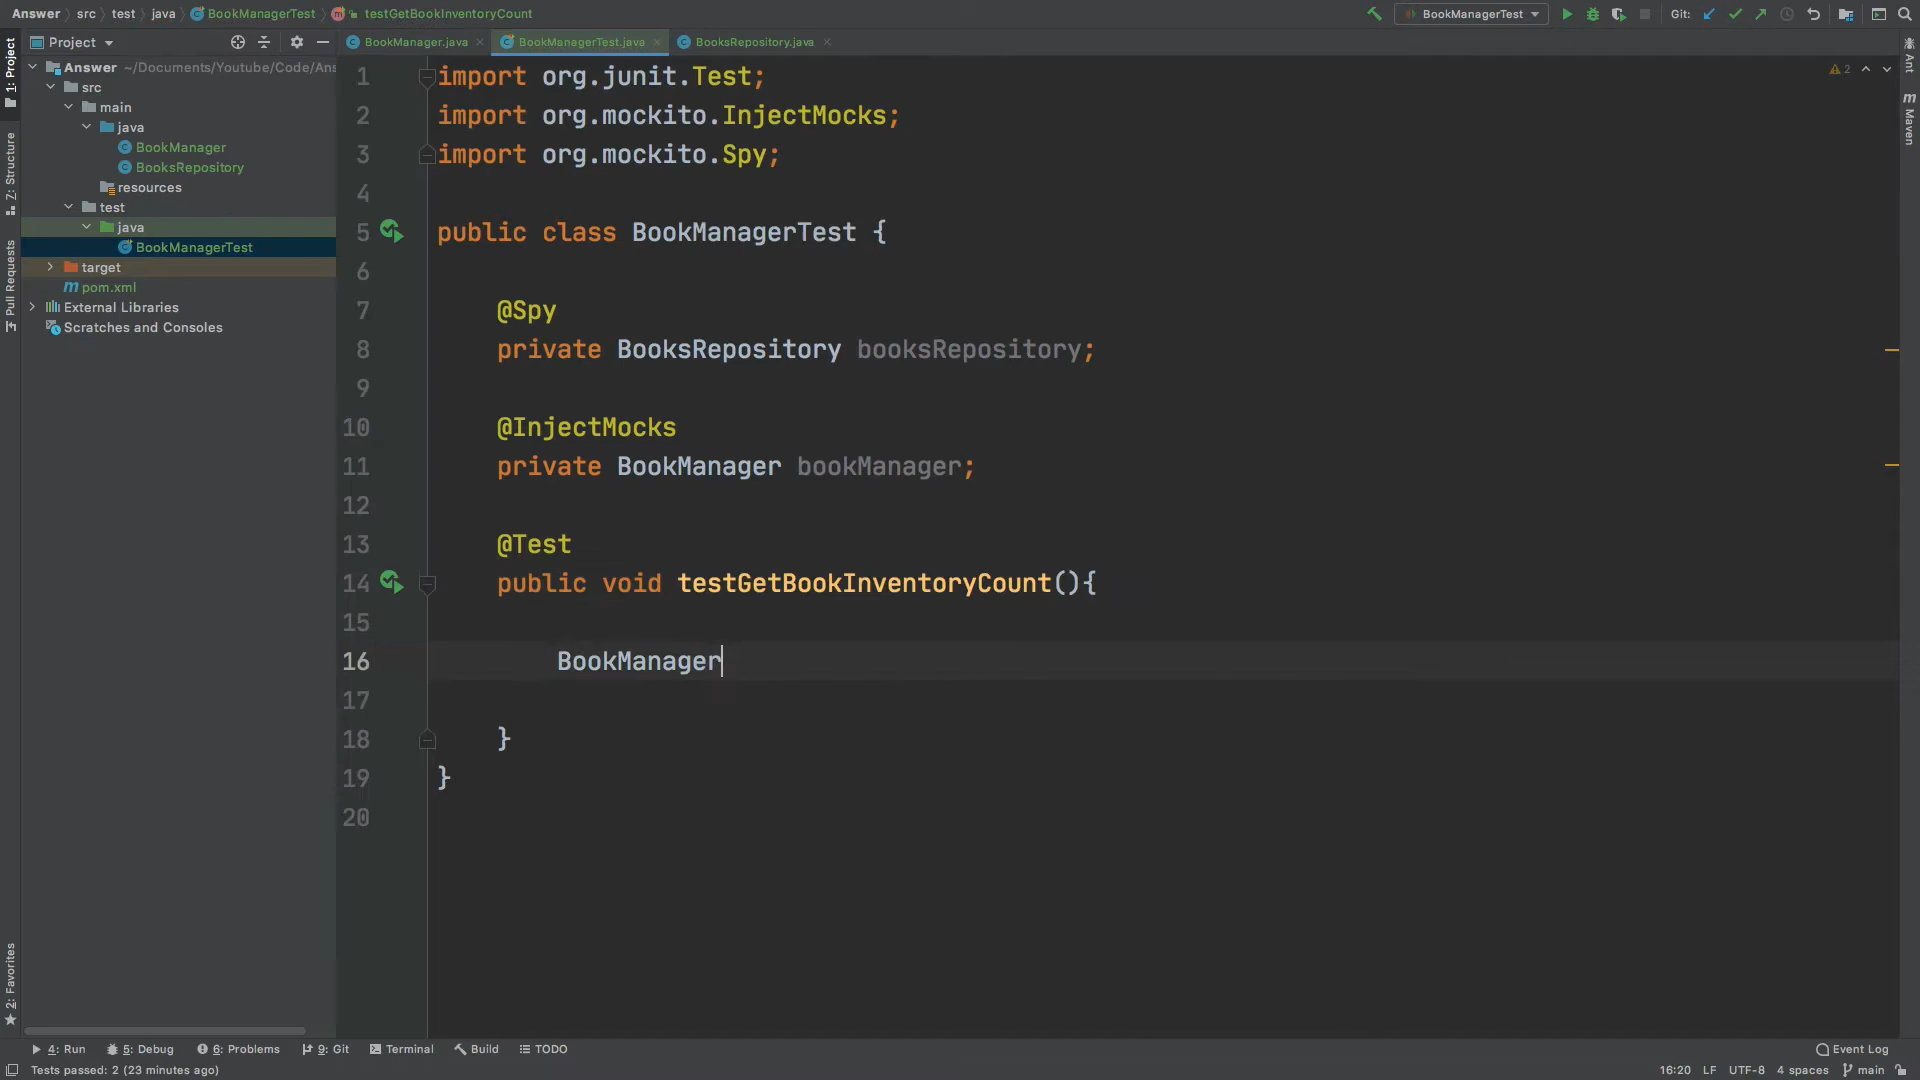 Answer src test java BookManagerTest testGetBookInventoryCount BookManagerTest Git:
Project BookManager.java BookManagerTest.java BooksRepository.java
Answer ~/Documents/Youtube/Code/Ans
src
main
java
BookManager
BooksRepository
resources
test
java
BookManagerTest
target
pom.xml
External Libraries
Scratches and Consoles
1: Project
7: Structure
Pull Requests
2: Favorites
1 import org.junit.Test;
2 import org.mockito.InjectMocks;
3 import org.mockito.Spy;
4
5 public class BookManagerTest {
6
7 @Spy
8 private BooksRepository booksRepository;
9
10 @InjectMocks
11 private BookManager bookManager;
12
13 @Test
14 public void testGetBookInventoryCount(){
15
16 BookManager
17
18 }
19 }
20
2
Ant
m Maven
4: Run 5: Debug 6: Problems 9: Git Terminal Build TODO Event Log
Tests passed: 2 (23 minutes ago) 16:20 LF UTF-8 4 spaces main